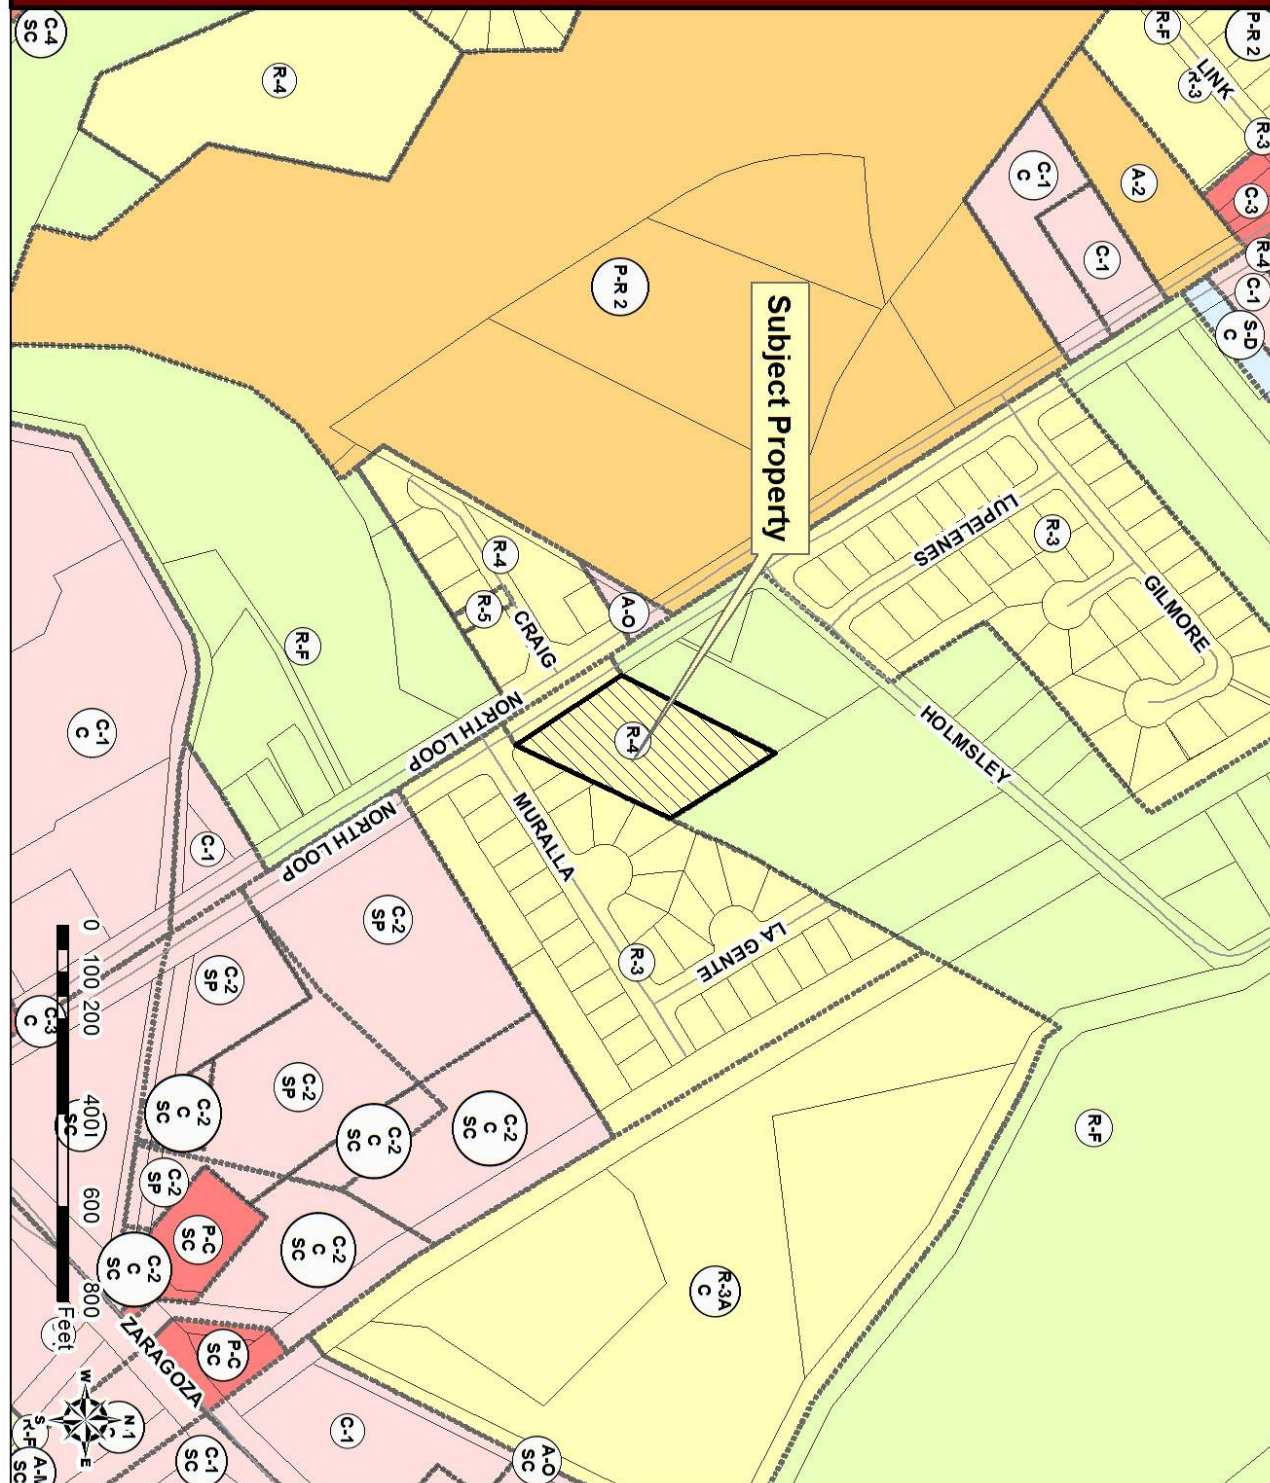 C-4
SC
R-4
P-R 2
R-F
LINK
R-3
R-3
C-3
A-2
C-1
C
C-1
R-4
C-1
S-D
C
P-R 2
Subject Property
LUPELENES
R-3
GILMORE
R-4
R-5
CRAIG
A-O
R-F
NORTH LOOP
R-4
HOLMSLEY
C-1
C
NORTH LOOP
MURALLA
C-1
C-2
SP
R-3
LA GENTE
C-2
SP
C-2
SP
C-3
C
C-2
C
SC
C-2
C
SC
C-2
C
SC
R-F
SC
C-2
SP
P-C
SC
C-2
C
SC
C-2
C
SC
R-3A
C
P-C
SC
ZARAGOZA
C-1
A-O
SC
C-1
SC
R-F
SC
0 100 200 400 600 800
Feet
N
W
E
S